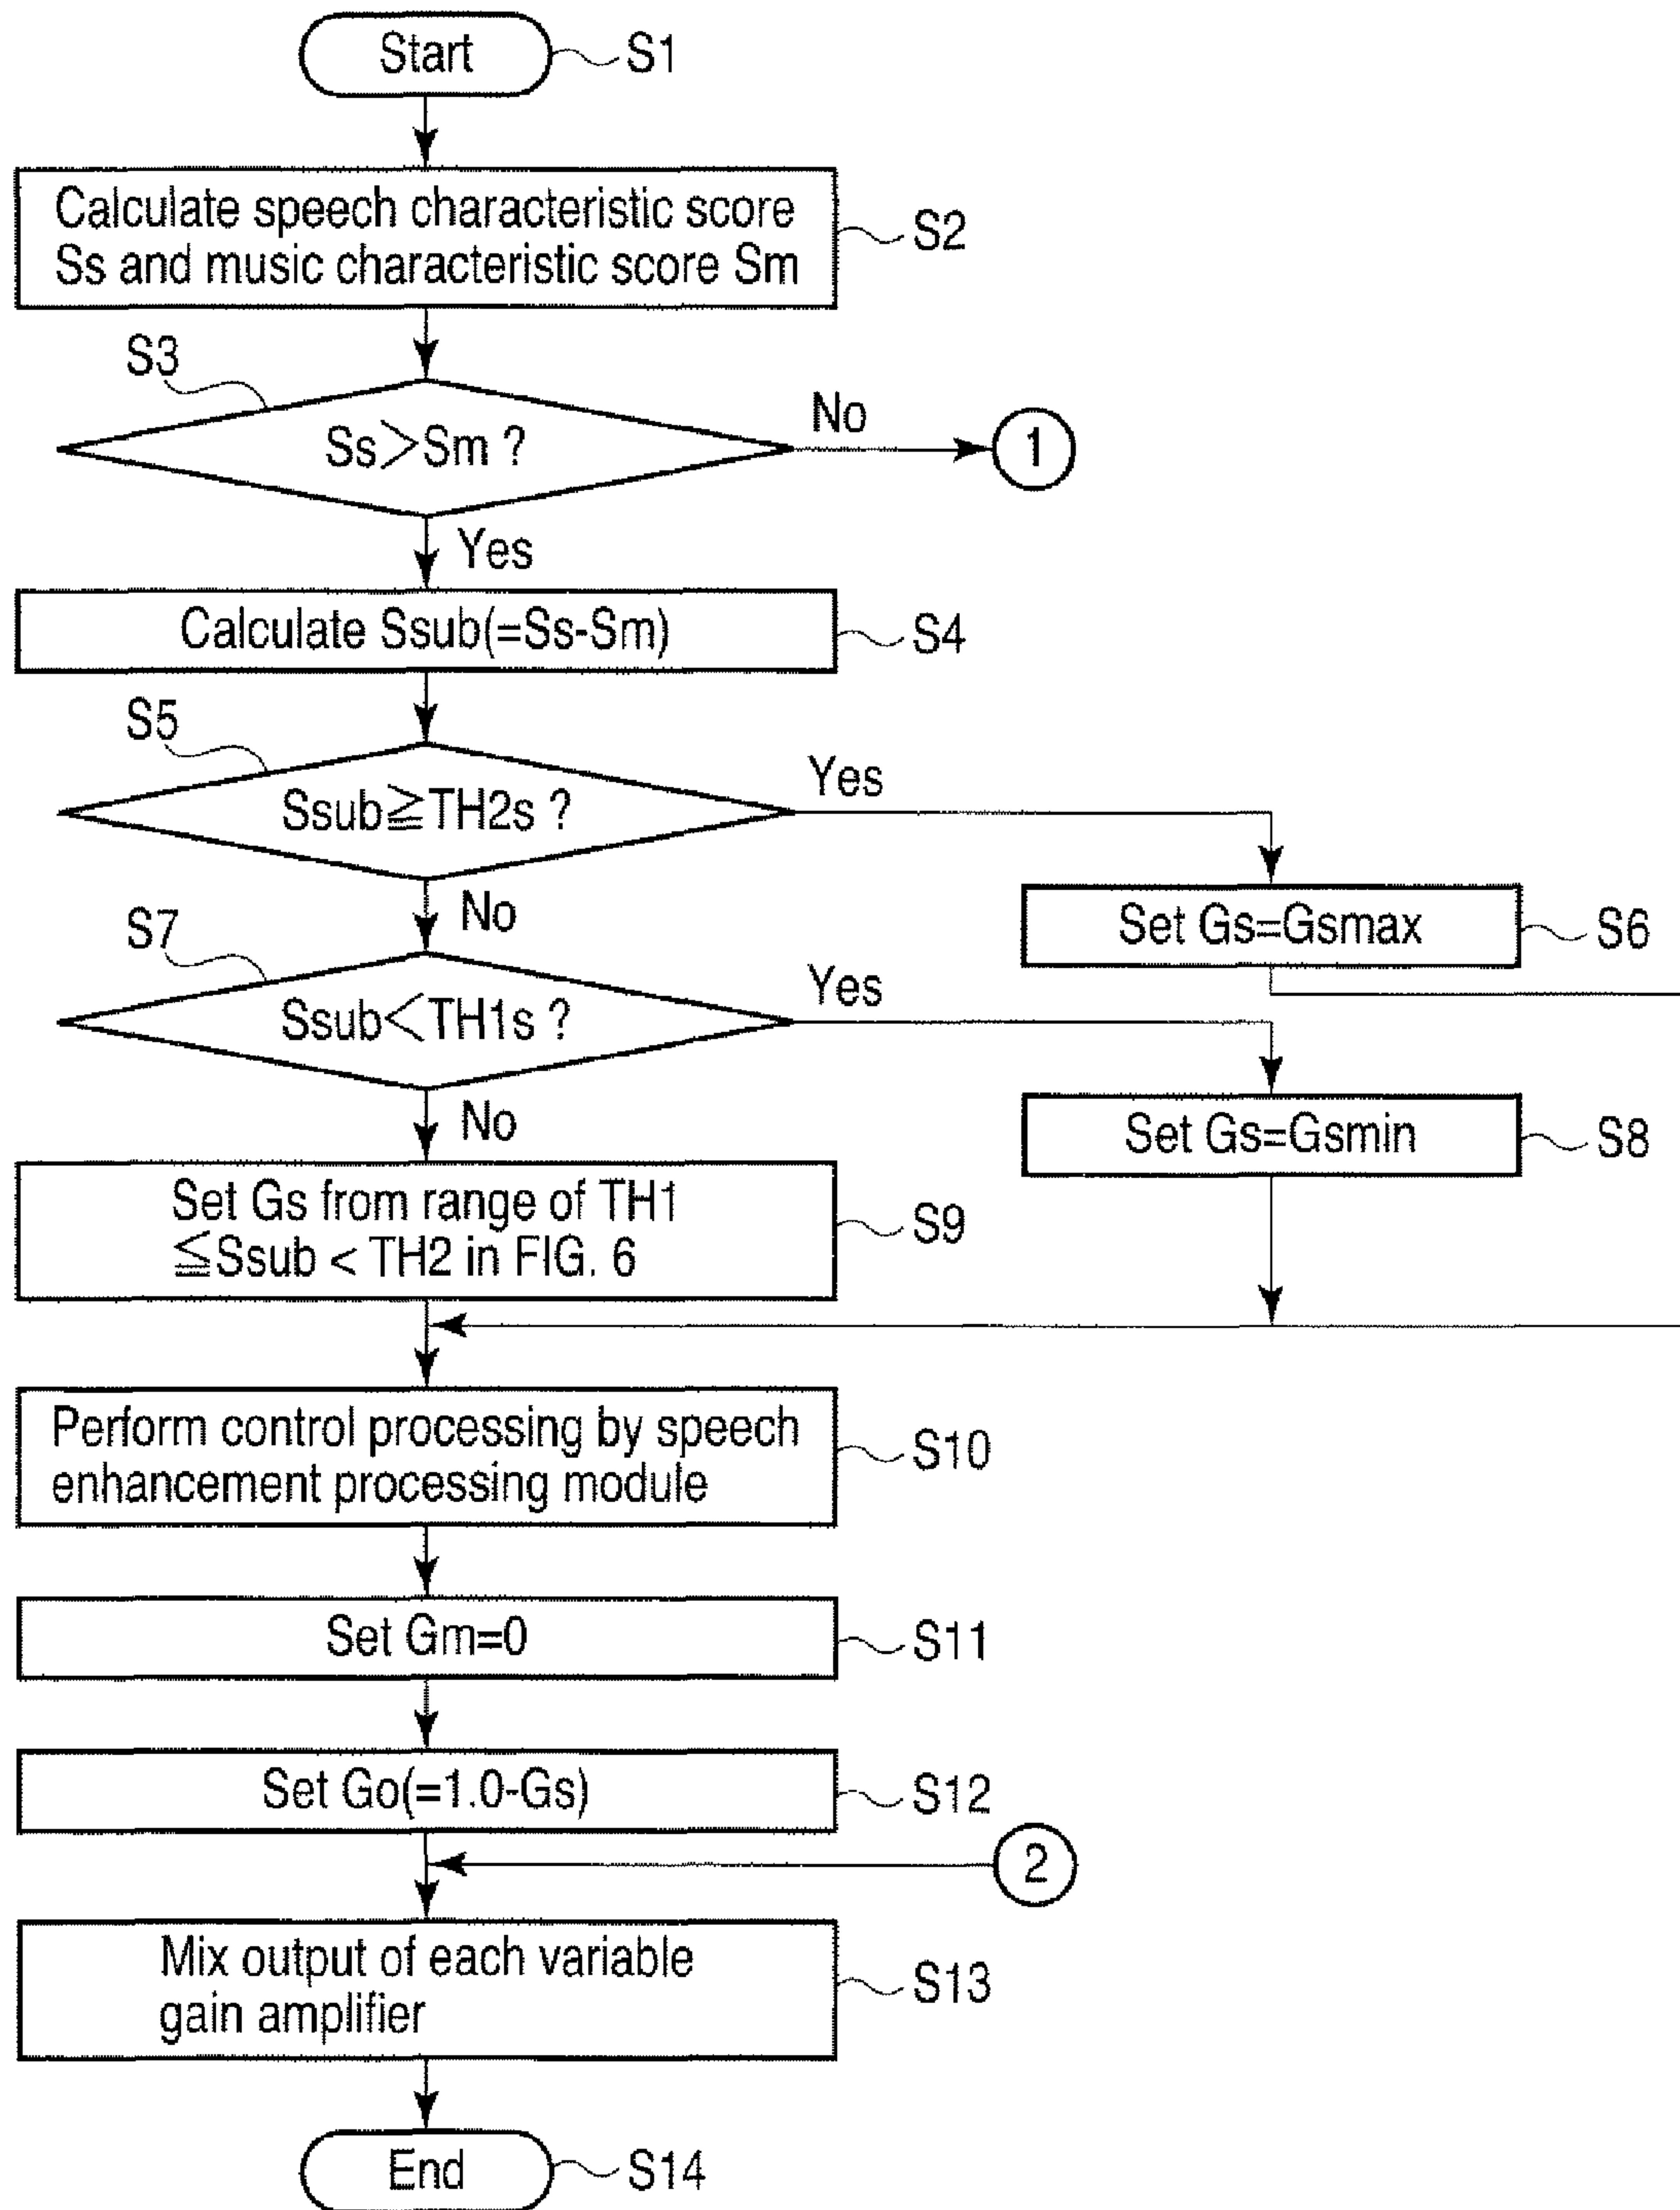 Start
S1
Calculate speech characteristic score
Ss and music characteristic score Sm
S2
S3
Ss>Sm ?
No
1
Yes
Calculate Ssub(=Ss-Sm)
S4
S5
Ssub≧TH2s ?
Yes
No
Set Gs=Gsmax
S6
S7
Ssub<TH1s ?
Yes
No
Set Gs=Gsmin
S8
Set Gs from range of TH1
≦Ssub < TH2 in FIG. 6
S9
Perform control processing by speech
enhancement processing module
S10
Set Gm=0
S11
Set Go(=1.0-Gs)
S12
2
Mix output of each variable
gain amplifier
S13
End
S14